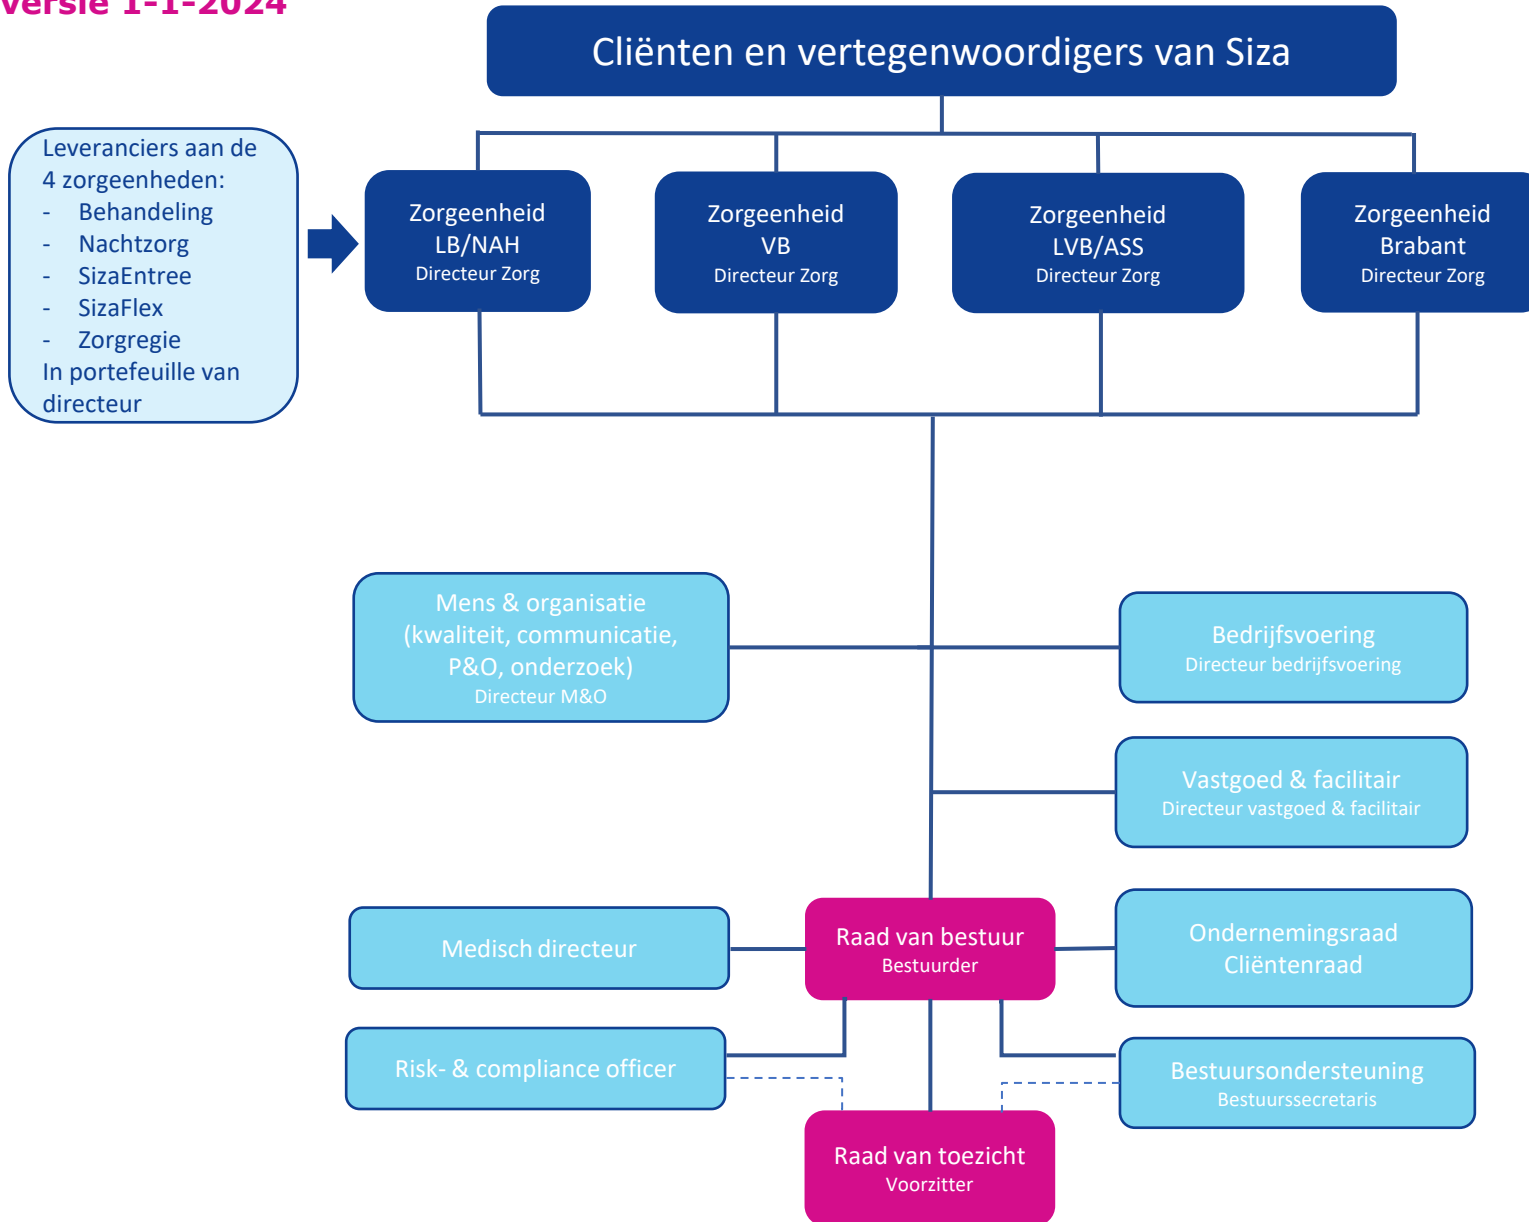 versie 1-1-2024
Cliënten en vertegenwoordigers van Siza
Leveranciers aan de
4 zorgeenheden:
- Behandeling
- Nachtzorg
- SizaEntree
- SizaFlex
- Zorgregie
In portefeuille van
directeur
Zorgeenheid
LB/NAH
Directeur Zorg
Zorgeenheid
VB
Directeur Zorg
Zorgeenheid
LVB/ASS
Directeur Zorg
Zorgeenheid
Brabant
Directeur Zorg
Mens & organisatie
(kwaliteit, communicatie,
P&O, onderzoek)
Directeur M&O
Bedrijfsvoering
Directeur bedrijfsvoering
Vastgoed & facilitair
Directeur vastgoed & facilitair
Medisch directeur
Raad van bestuur
Bestuurder
Ondernemingsraad
Cliëntenraad
Risk- & compliance officer
Bestuursondersteuning
Bestuurssecretaris
Raad van toezicht
Voorzitter